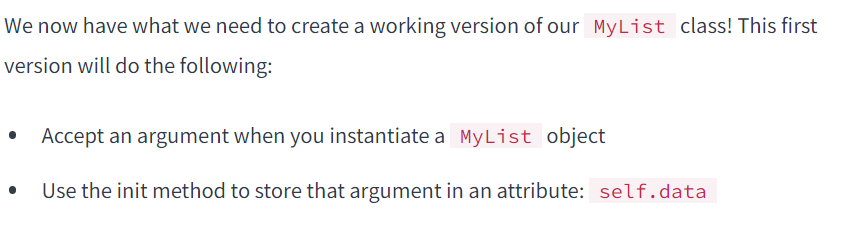 We now have what we need to create a working version of our MyList class! This first
version will do the following:
• Accept an argument when you instantiate a MyList object
• Use the init method to store that argument in an attribute: self.data